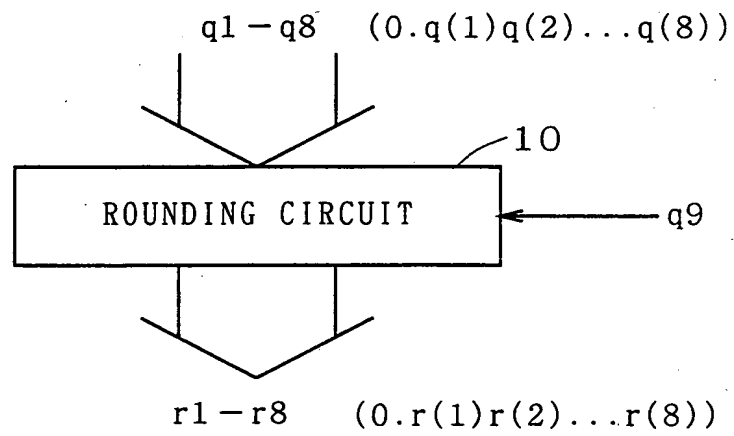 q1-q8 (0.q(1)q(2)...q(8))
10
ROUNDING CIRCUIT
q9
r1-r8 (0.r(1)r(2)...r(8))